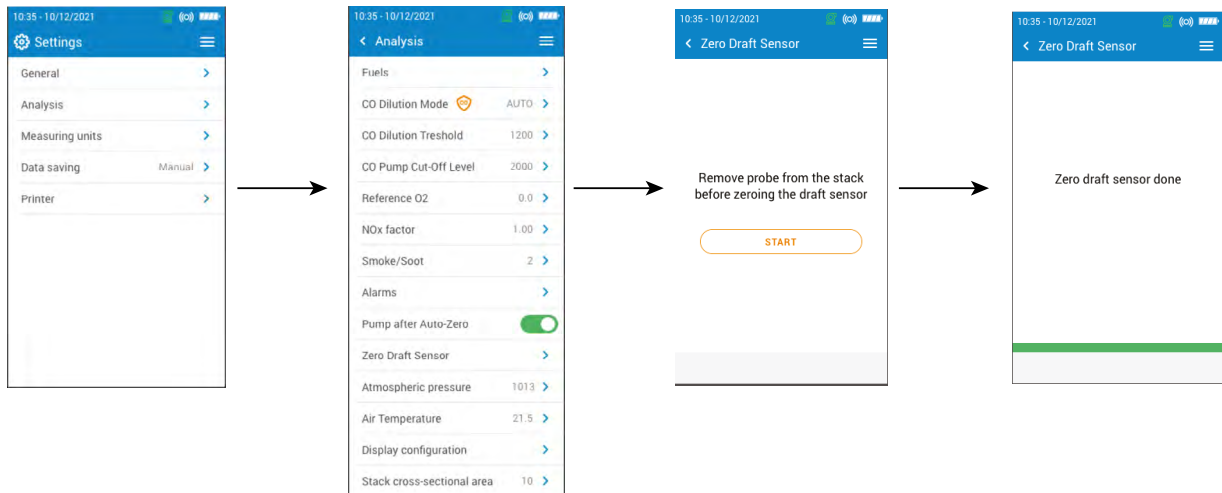 10:35 - 10/12/2021
Settings
General
Analysis
Measuring units
Data saving Manual
Printer
10:35 - 10/12/2021
Analysis
Fuels
CO Dilution Mode AUTO
CO Dilution Treshold 1200
CO Pump Cut-Off Level 2000
Reference O2 0.0
NOx factor 1.00
Smoke/Soot 2
Alarms
Pump after Auto-Zero
Zero Draft Sensor
Atmospheric pressure 1013
Air Temperature 21.5
Display configuration
Stack cross-sectional area 10
10:35 - 10/12/2021
Zero Draft Sensor
Remove probe from the stack
before zeroing the draft sensor
START
10:35 - 10/12/2021
Zero Draft Sensor
Zero draft sensor done